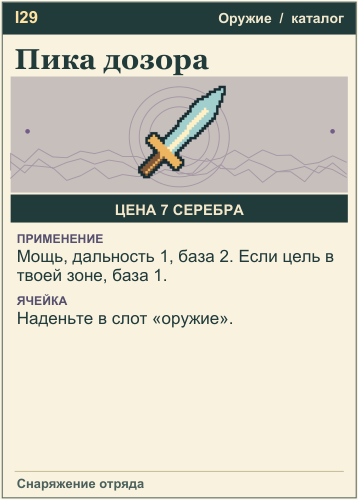 I29
Оружие / каталог
Пика дозора
ЦЕНА 7 СЕРЕБРА
ПРИМЕНЕНИЕ
Мощь, дальность 1, база 2. Если цель в
твоей зоне, база 1.
ЯЧЕЙКА
Наденьте в слот «оружие».
Снаряжение отряда